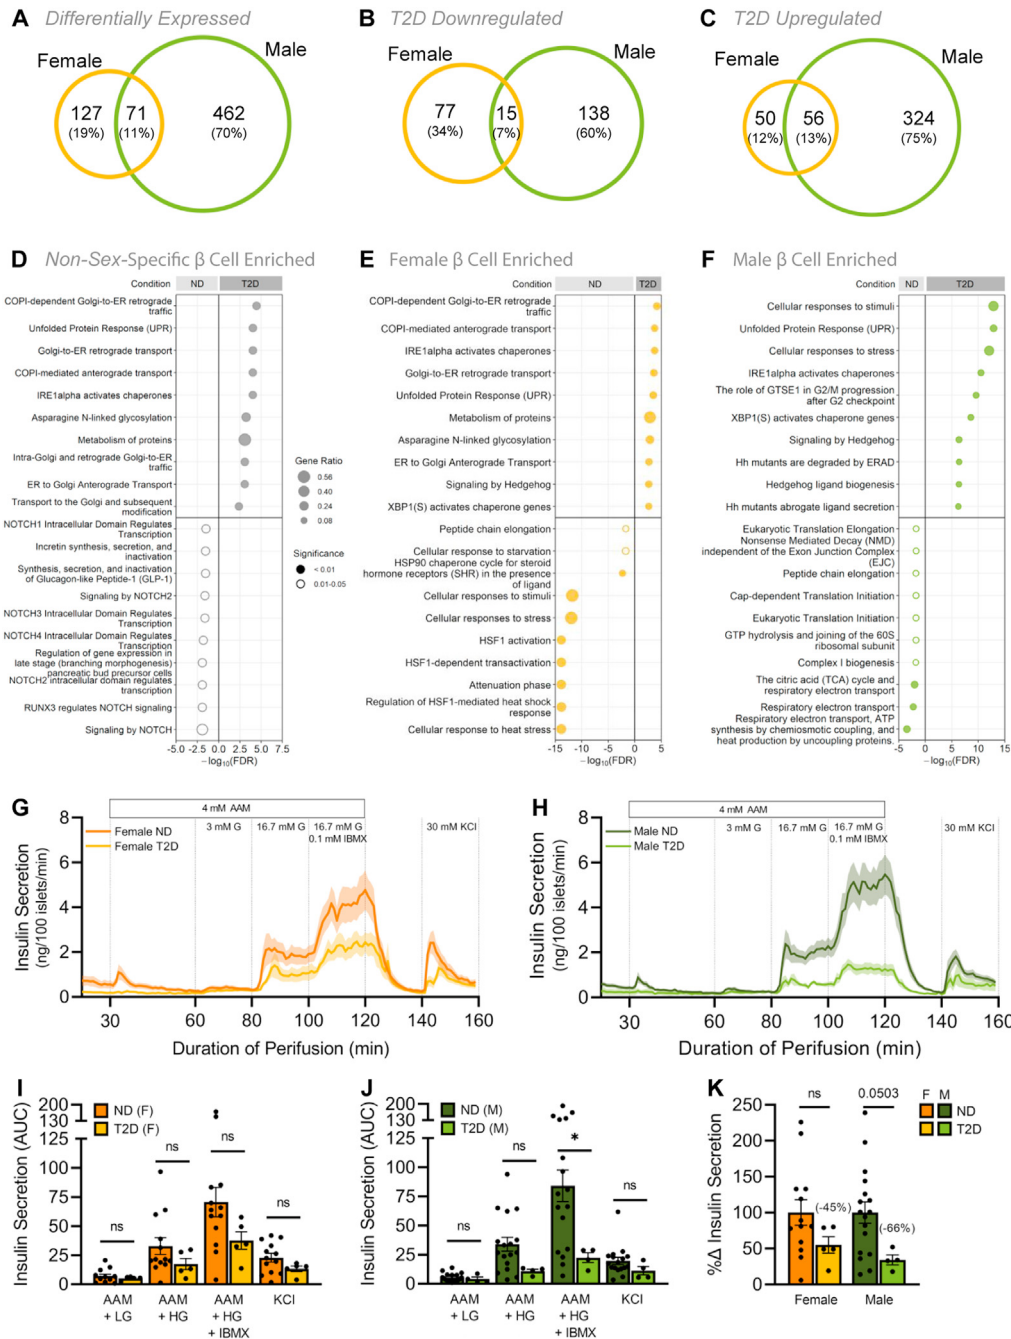 A Differentially Expressed
Female
Male
127
(19%)
71
(11%)
462
(70%)
B T2D Downregulated
Female
Male
77
(34%)
15
(7%)
138
(60%)
C T2D Upregulated
Female
Male
50
(12%)
56
(13%)
324
(75%)
D Non-Sex-Specific β Cell Enriched
Condition ND T2D
COPI-dependent Golgi-to-ER retrograde
traffic
Unfolded Protein Response (UPR)
Golgi-to-ER retrograde transport
COPI-mediated anterograde transport
IRE1alpha activates chaperones
Asparagine N-linked glycosylation
Metabolism of proteins
Intra-Golgi and retrograde Golgi-to-ER
traffic
ER to Golgi Anterograde Transport
Transport to the Golgi and subsequent
modification
NOTCH1 Intracellular Domain Regulates
Transcription
Incretin synthesis, secretion, and
inactivation
Synthesis, secretion, and inactivation
of Glucagon-like Peptide-1 (GLP-1)
Signaling by NOTCH2
NOTCH3 Intracellular Domain Regulates
Transcription
NOTCH4 Intracellular Domain Regulates
Transcription
Regulation of gene expression in
late stage (branching morphogenesis)
pancreatic bud precursor cells
NOTCH2 intracellular domain regulates
transcription
RUNX3 regulates NOTCH signaling
Signaling by NOTCH
-5.0 -2.5 0.0 2.5 5.0 7.5
−log10(FDR)
Gene Ratio
0.56
0.40
0.24
0.08
Significance
< 0.01
0.01-0.05
E Female β Cell Enriched
Condition ND T2D
COPI-dependent Golgi-to-ER retrograde
traffic
COPI-mediated anterograde transport
IRE1alpha activates chaperones
Golgi-to-ER retrograde transport
Unfolded Protein Response (UPR)
Metabolism of proteins
Asparagine N-linked glycosylation
ER to Golgi Anterograde Transport
Signaling by Hedgehog
XBP1(S) activates chaperone genes
Peptide chain elongation
Cellular response to starvation
HSP90 chaperone cycle for steroid
hormone receptors (SHR) in the presence
of ligand
Cellular responses to stimuli
Cellular responses to stress
HSF1 activation
HSF1-dependent transactivation
Attenuation phase
Regulation of HSF1-mediated heat shock
response
Cellular response to heat stress
-15 -10 -5 0 5
−log10(FDR)
F Male β Cell Enriched
Condition ND T2D
Cellular responses to stimuli
Unfolded Protein Response (UPR)
Cellular responses to stress
IRE1alpha activates chaperones
The role of GTSE1 in G2/M progression
after G2 checkpoint
XBP1(S) activates chaperone genes
Signaling by Hedgehog
Hh mutants are degraded by ERAD
Hedgehog ligand biogenesis
Hh mutants abrogate ligand secretion
Eukaryotic Translation Elongation
Nonsense Mediated Decay (NMD)
independent of the Exon Junction Complex
(EJC)
Peptide chain elongation
Cap-dependent Translation Initiation
Eukaryotic Translation Initiation
GTP hydrolysis and joining of the 60S
ribosomal subunit
Complex I biogenesis
The citric acid (TCA) cycle and
respiratory electron transport
Respiratory electron transport
Respiratory electron transport, ATP
synthesis by chemiosmotic coupling, and
heat production by uncoupling proteins.
-5 0 5 10 15
−log10(FDR)
G
4 mM AAM
3 mM G 16.7 mM G 16.7 mM G
0.1 mM IBMX
30 mM KCl
Female ND
Female T2D
Insulin Secretion
(ng/100 islets/min)
8
6
4
2
0
30 60 80 100 120 140 160
Duration of Perifusion (min)
H
4 mM AAM
3 mM G 16.7 mM G 16.7 mM G
0.1 mM IBMX
30 mM KCl
Male ND
Male T2D
Insulin Secretion
(ng/100 islets/min)
8
6
4
2
0
30 60 80 100 120 140 160
Duration of Perifusion (min)
I
Insulin Secretion (AUC)
200
130
125
100
75
50
25
0
ND (F)
T2D (F)
ns
ns
ns
ns
AAM
+ LG
AAM
+ HG
AAM
+ HG
+ IBMX
KCl
J
Insulin Secretion (AUC)
200
130
125
100
75
50
25
0
ND (M)
T2D (M)
ns
ns
*
ns
AAM
+ LG
AAM
+ HG
AAM
+ HG
+ IBMX
KCl
K
%Δ Insulin Secretion
250
200
150
100
50
0
ns
0.0503
F M
ND
T2D
(-45%)
(-66%)
Female
Male